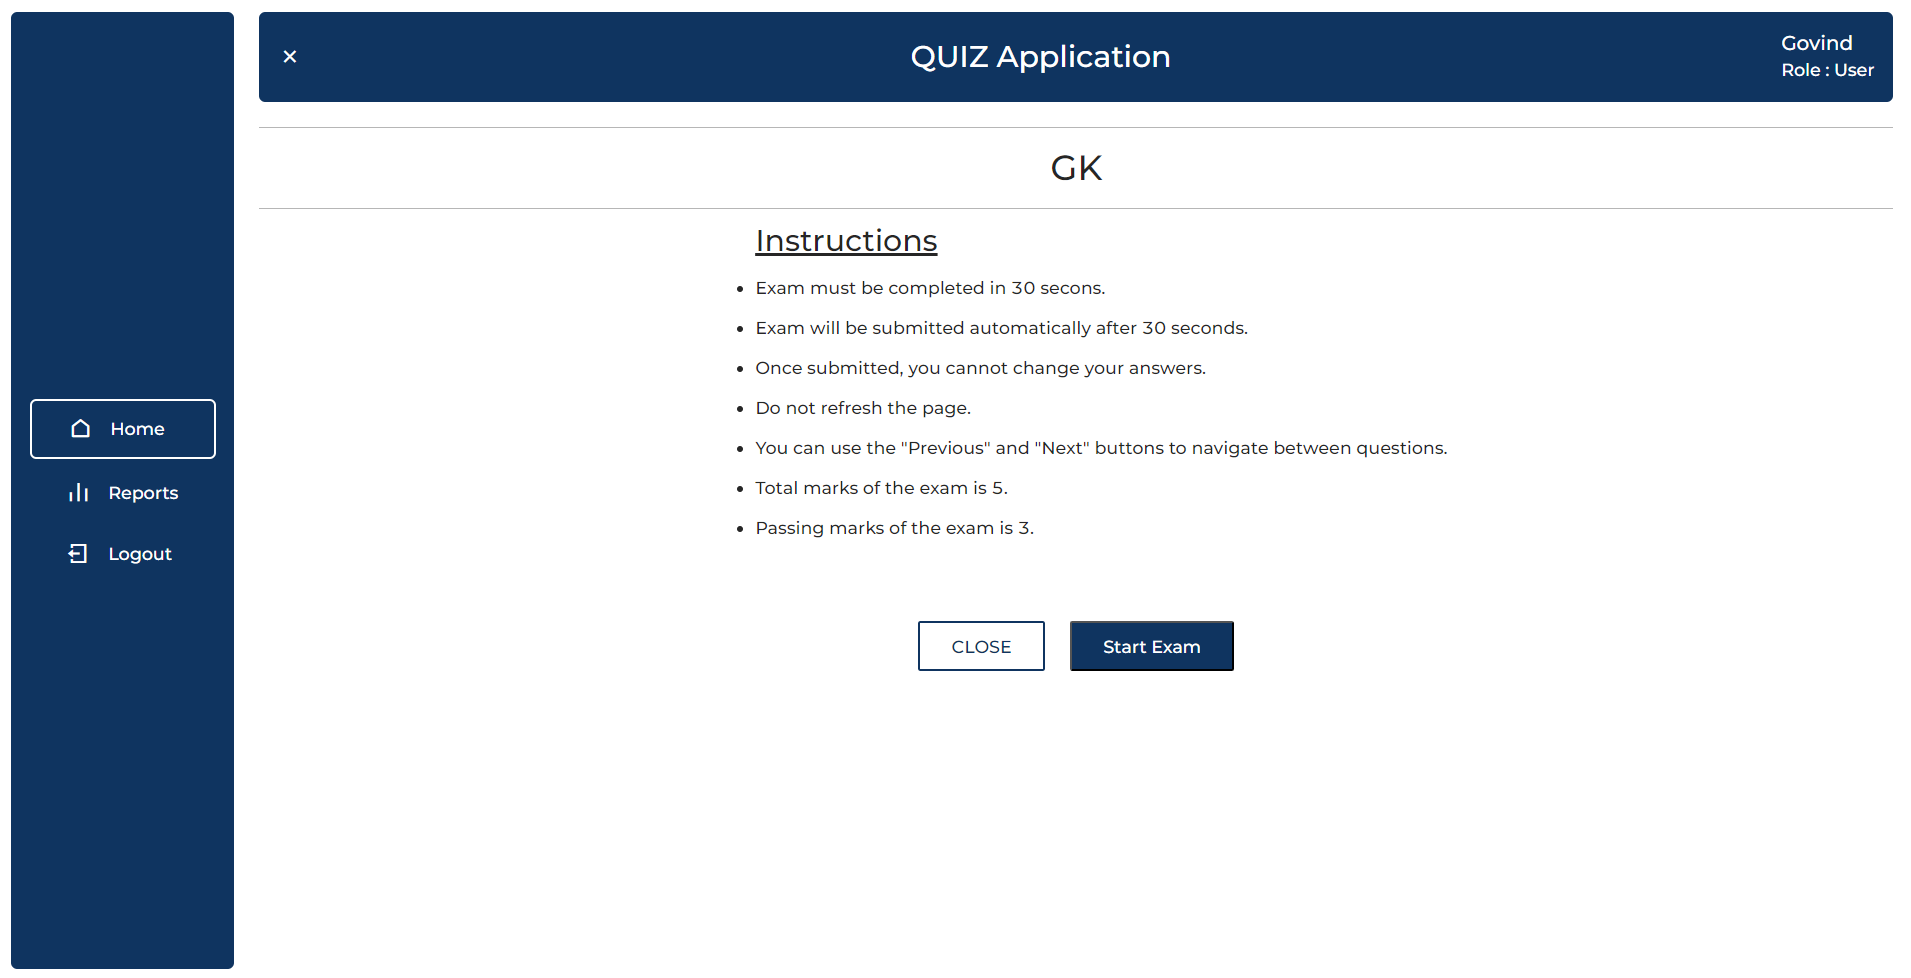 QUIZ Application
Govind
Role : User
GK
Instructions
Exam must be completed in 30 secons.
Exam will be submitted automatically after 30 seconds.
Once submitted, you cannot change your answers.
Do not refresh the page.
You can use the "Previous" and "Next" buttons to navigate between questions.
Total marks of the exam is 5.
Passing marks of the exam is 3.
Home
Reports
Logout
CLOSE
Start Exam